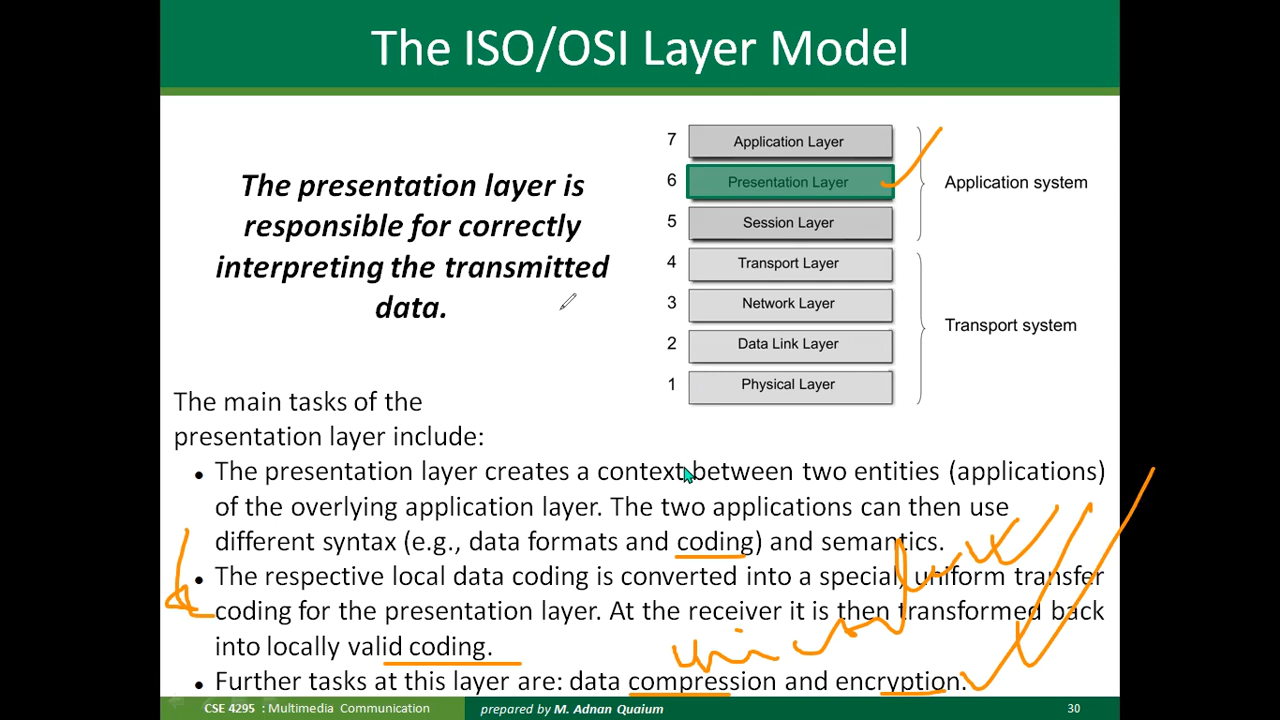 The ISO/OSI Layer Model
The presentation layer is
responsible for correctly
interpreting the transmitted
data.
7 Application Layer
6 Presentation Layer
5 Session Layer
4 Transport Layer
3 Network Layer
2 Data Link Layer
1 Physical Layer
Application system
Transport system
The main tasks of the
presentation layer include:
• The presentation layer creates a context between two entities (applications)
of the overlying application layer. The two applications can then use
different syntax (e.g., data formats and coding) and semantics.
• The respective local data coding is converted into a special, uniform transfer
coding for the presentation layer. At the receiver it is then transformed back
into locally valid coding.
• Further tasks at this layer are: data compression and encryption.
CSE 4295 : Multimedia Communication
prepared by M. Adnan Quaium
30